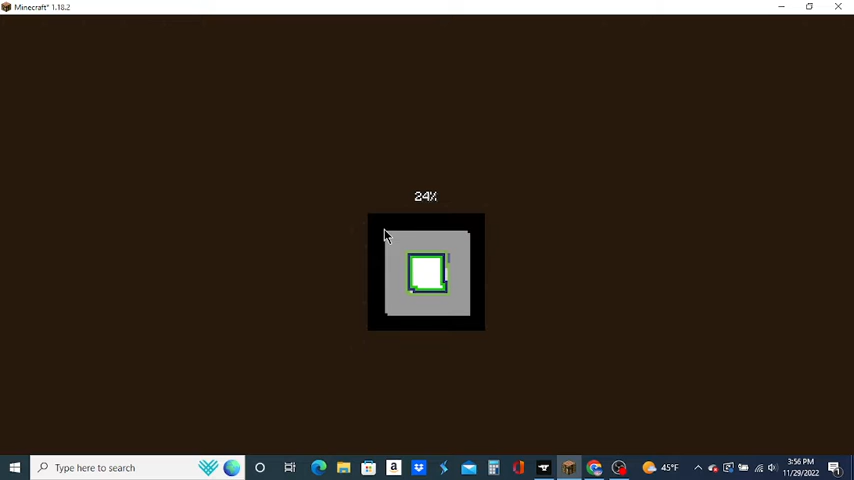 Minecraft* 1.18.2
24%
Type here to search
45°F
3:56 PM
11/29/2022